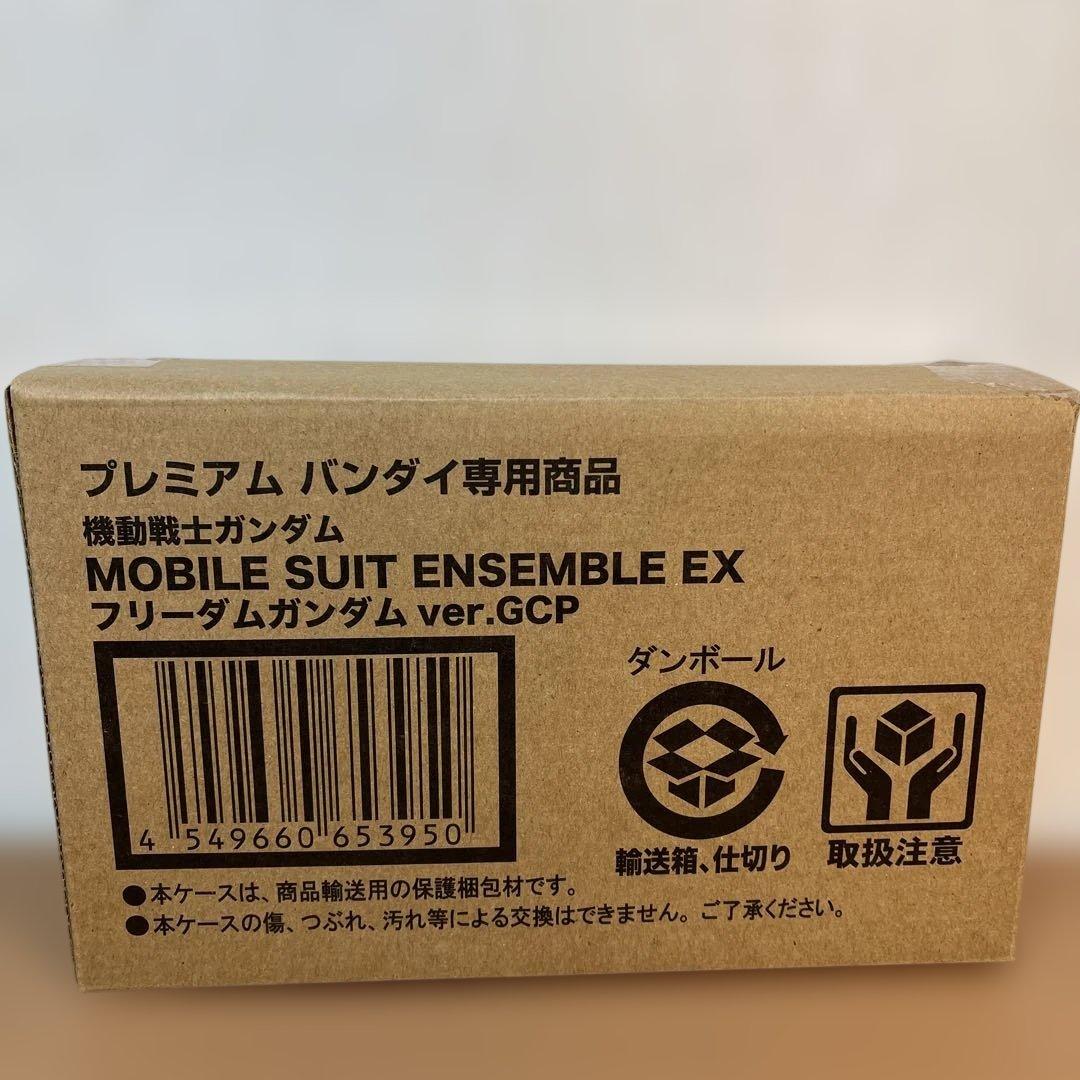 プレミアム バンダイ専用商品
機動戦士ガンダム
MOBILE SUIT ENSEMBLE EX
フリーダムガンダム ver.GCP
4 549660 653950
ダンボール
輸送箱、仕切り
取扱注意
●本ケースは、商品輸送用の保護梱包材です。
●本ケースの傷、つぶれ、汚れ等による交換はできません。ご了承ください。